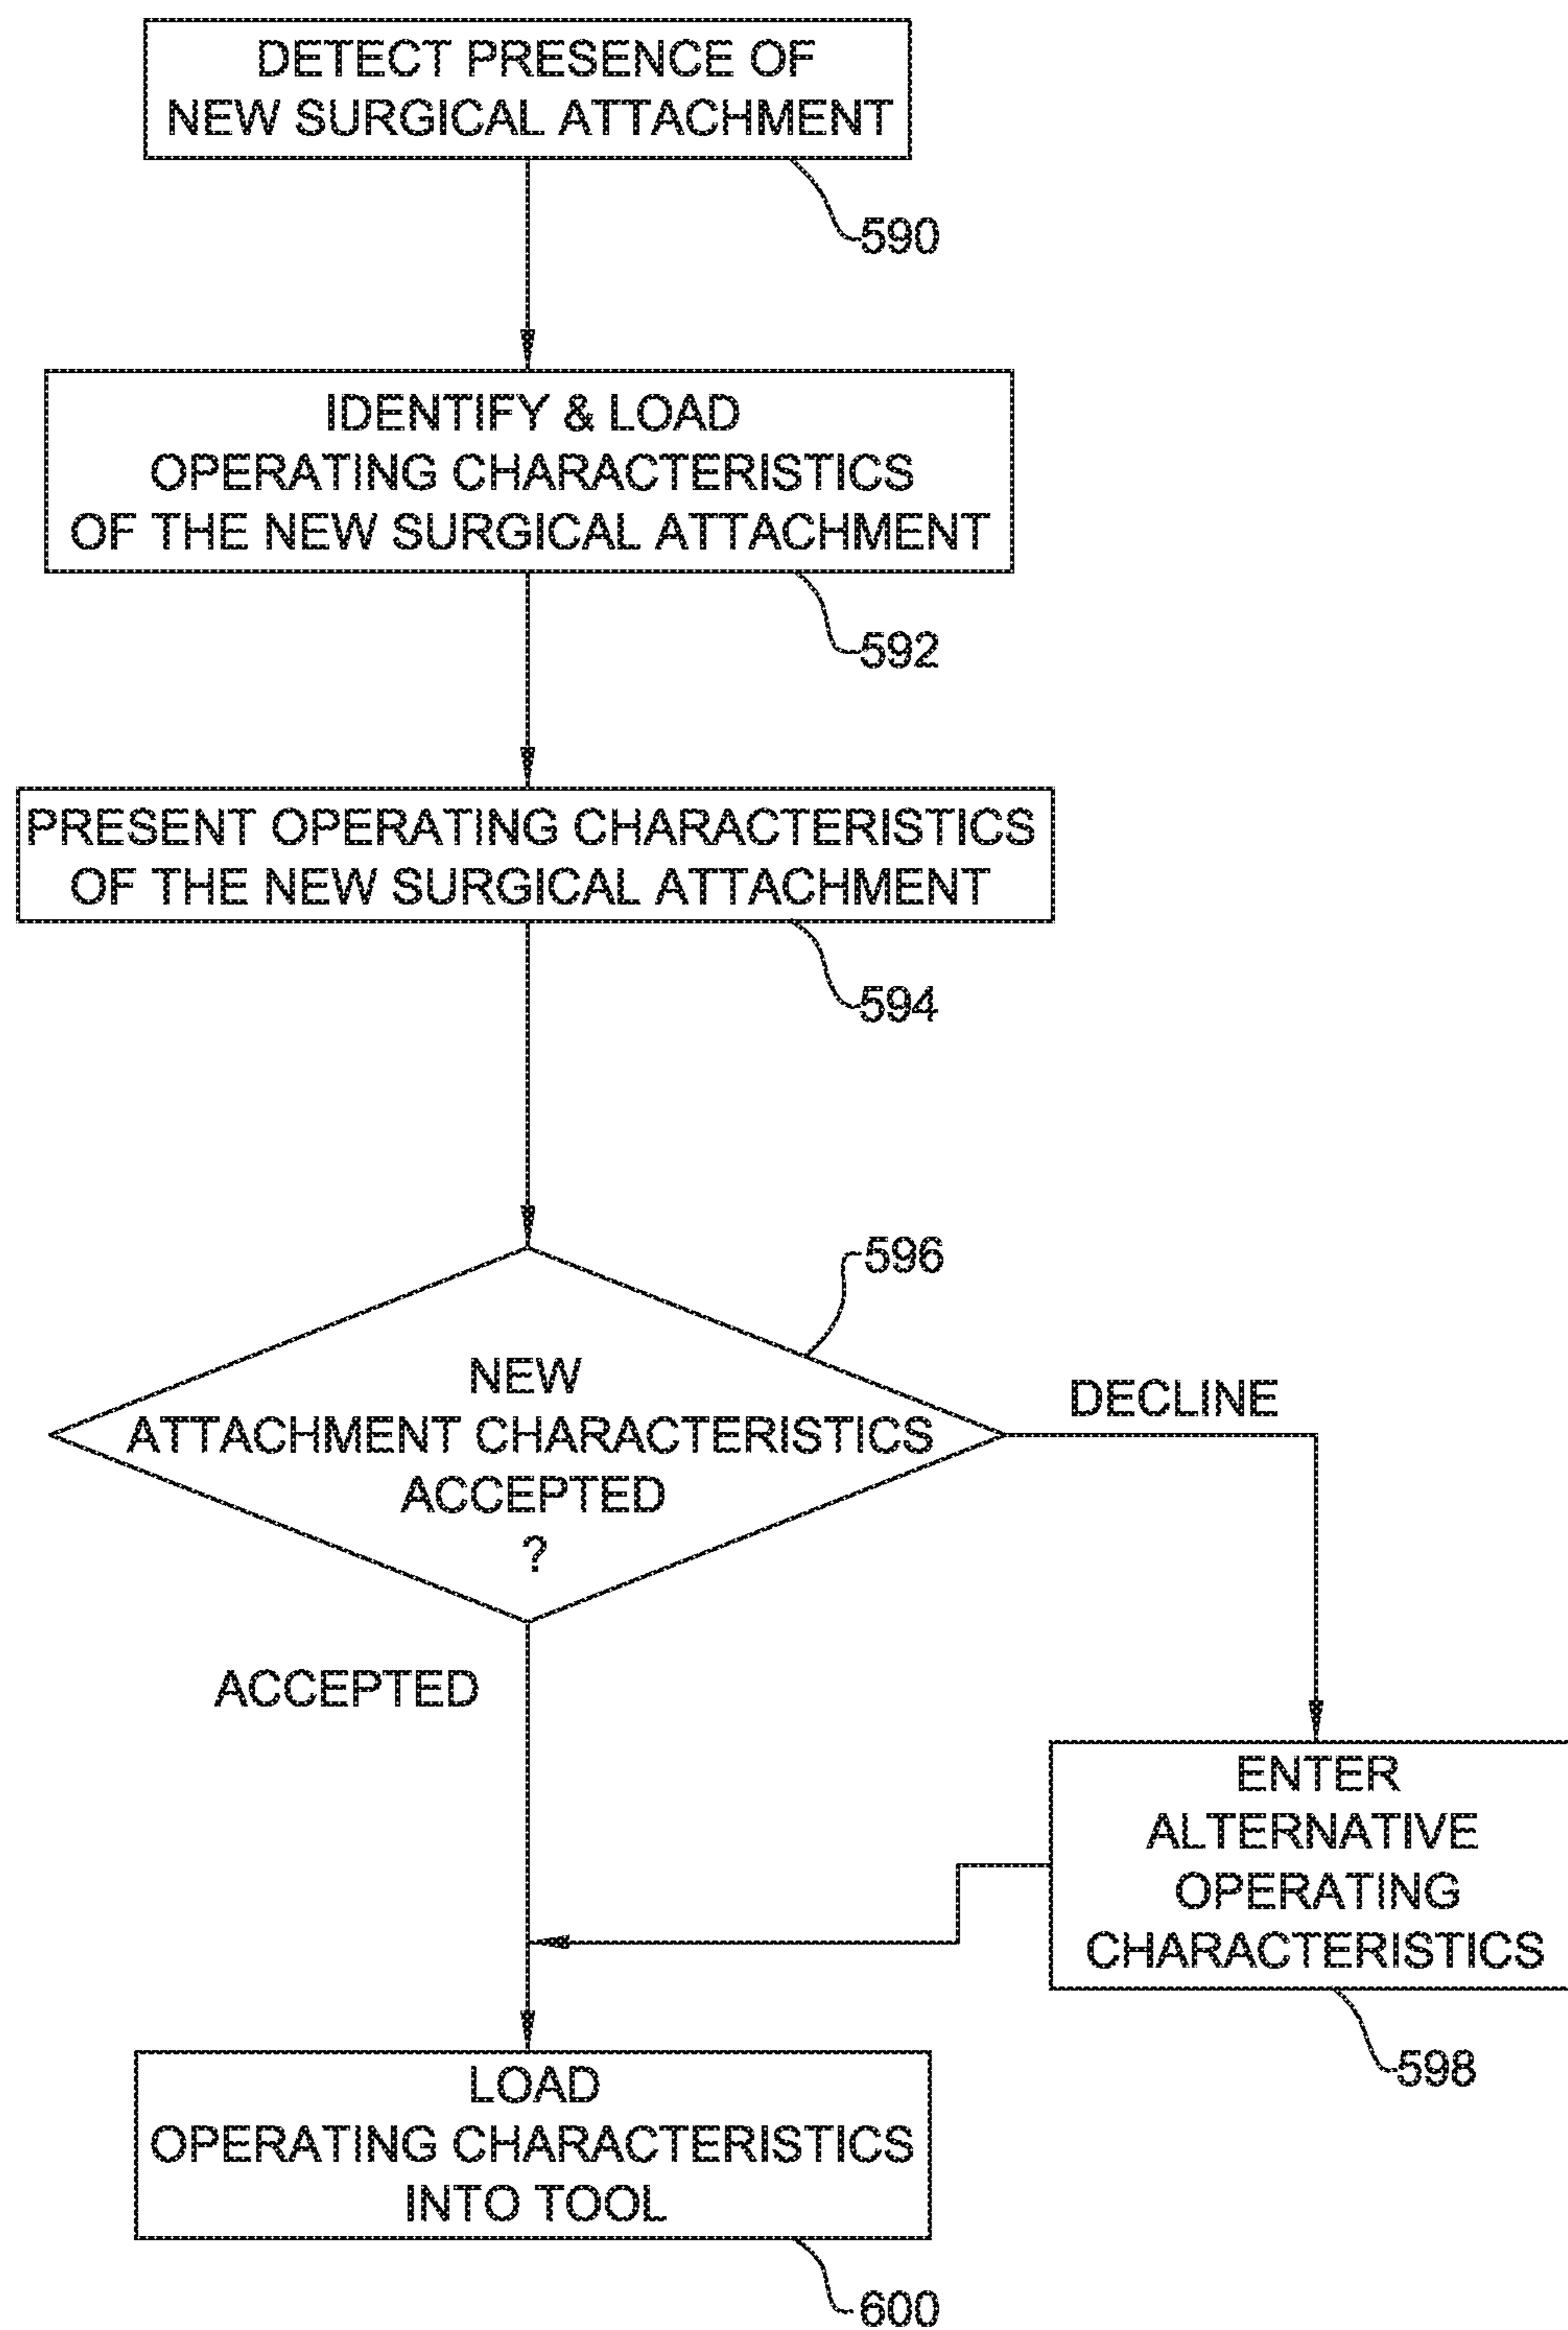 DETECT PRESENCE OF
NEW SURGICAL ATTACHMENT
590
IDENTIFY & LOAD
OPERATING CHARACTERISTICS
OF THE NEW SURGICAL ATTACHMENT
592
PRESENT OPERATING CHARACTERISTICS
OF THE NEW SURGICAL ATTACHMENT
594
596
NEW
ATTACHMENT CHARACTERISTICS
ACCEPTED
?
DECLINE
ACCEPTED
ENTER
ALTERNATIVE
OPERATING
CHARACTERISTICS
598
LOAD
OPERATING CHARACTERISTICS
INTO TOOL
600